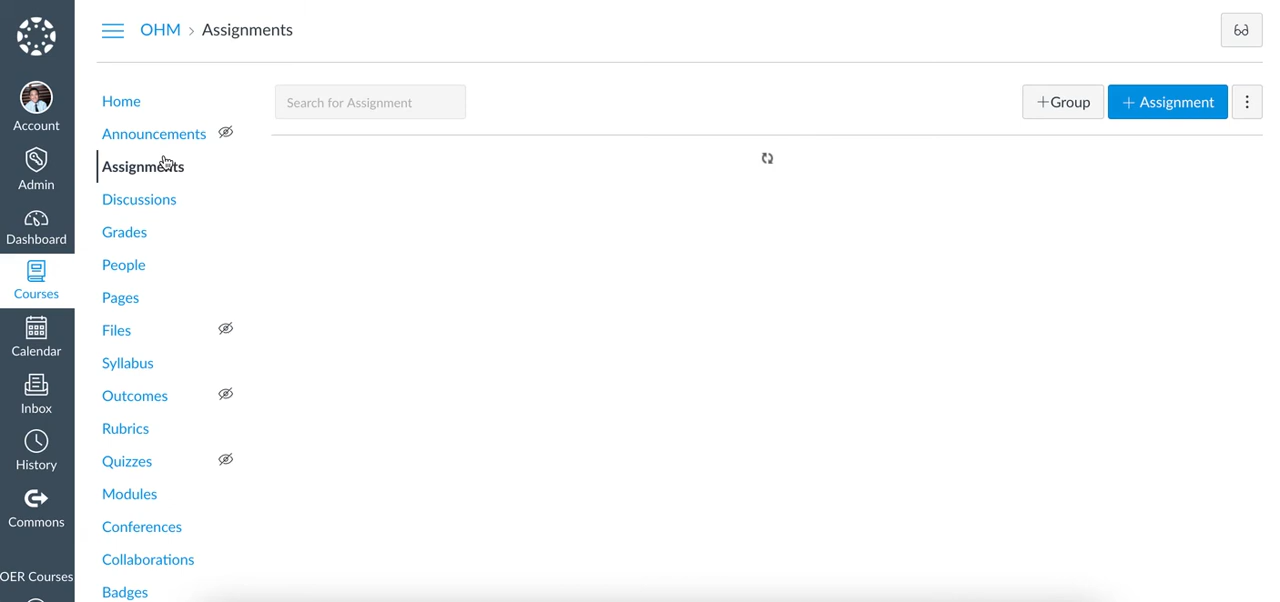 OHM > Assignments
Account
Admin
Dashboard
Courses
Calendar
Inbox
History
Commons
OER Courses
Home
Announcements
Assignments
Discussions
Grades
People
Pages
Files
Syllabus
Outcomes
Rubrics
Quizzes
Modules
Conferences
Collaborations
Badges
Search for Assignment
+Group
+ Assignment